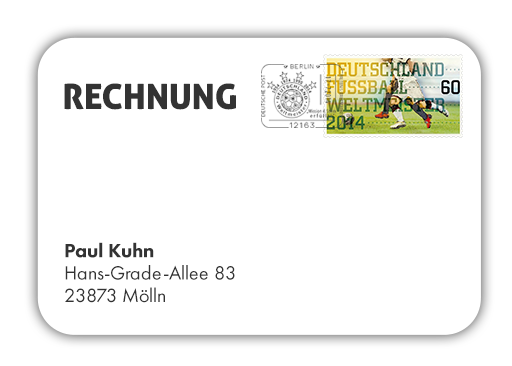 RECHNUNG
BERLIN
DEUTSCHE POST
12163
DEUTSCHLAND
FUSSBALL
WELTMEISTER
2014
60
Paul Kuhn
Hans-Grade-Allee 83
23873 Mölln